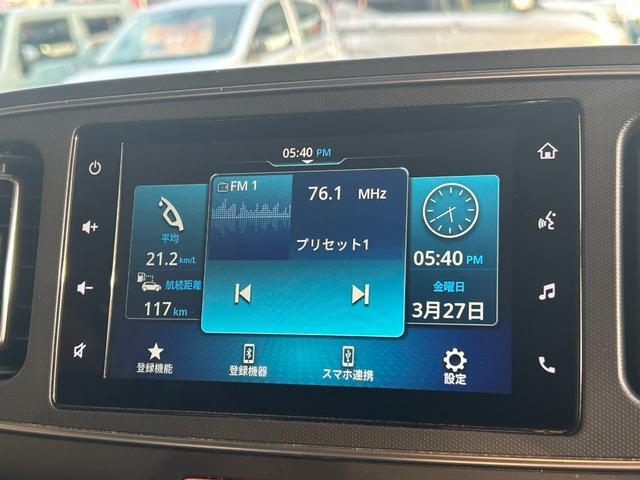 05:40 PM
FM 1
76.1 MHz
プリセット1
平均
21.2 km/L
航続距離
117 km
05:40 PM
金曜日
3月27日
登録機能
登録機器
スマホ連携
設定